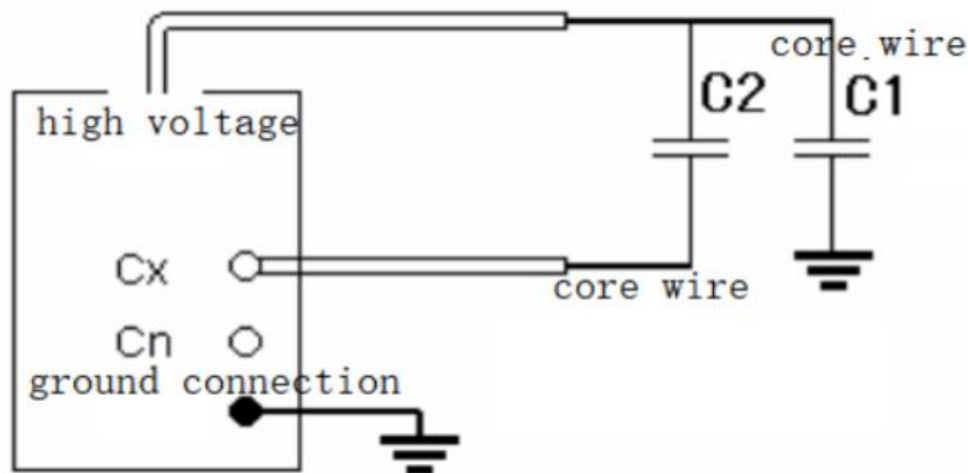 core wire
C2
C1
high voltage
Cx
core wire
Cn
ground connection